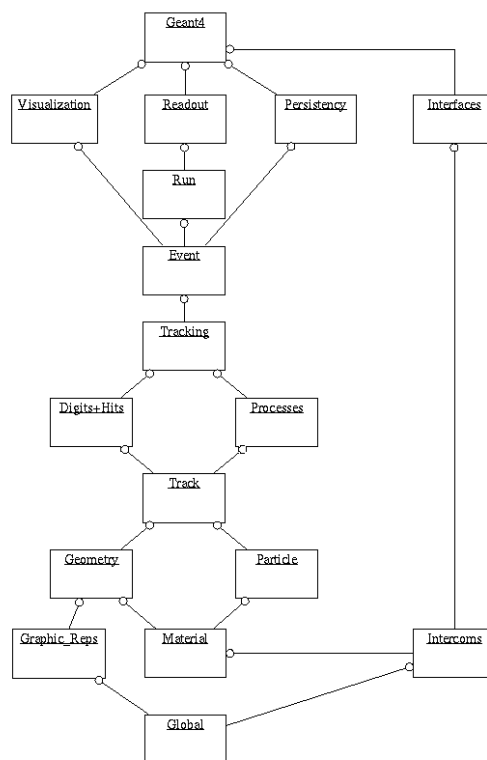 Geant4
Visualization
Readout
Persistency
Interfaces
Run
Event
Tracking
Digits+Hits
Processes
Track
Geometry
Particle
Graphic_Reps
Material
Intercoms
Global